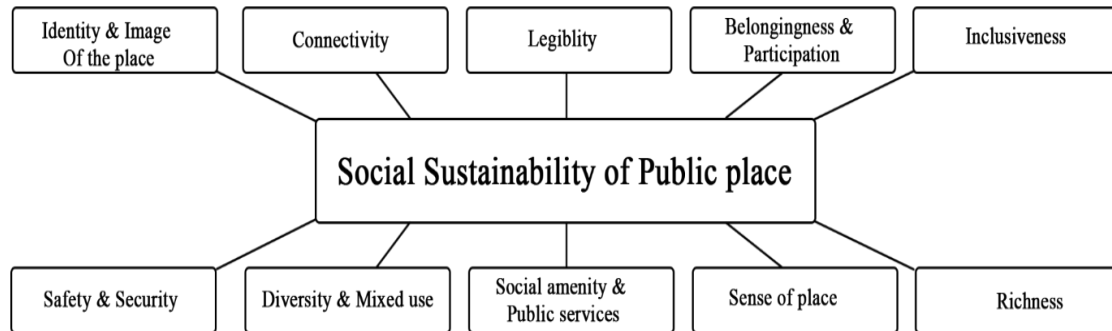 Identity & Image
Of the place
Connectivity
Legiblity
Belongingness &
Participation
Inclusiveness
Social Sustainability of Public place
Safety & Security
Diversity & Mixed use
Social amenity &
Public services
Sense of place
Richness